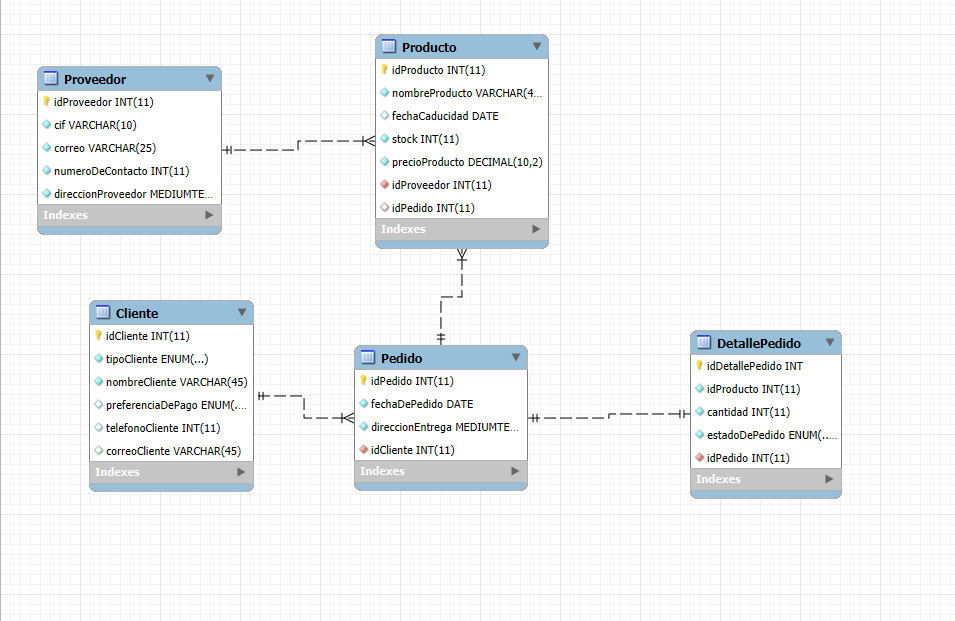 Proveedor
idProveedor INT(11)
cif VARCHAR(10)
correo VARCHAR(25)
numeroDeContacto INT(11)
direccionProveedor MEDIUMTE...
Indexes
Producto
idProducto INT(11)
nombreProducto VARCHAR(4...
fechaCaducidad DATE
stock INT(11)
precioProducto DECIMAL(10,2)
idProveedor INT(11)
idPedido INT(11)
Indexes
Cliente
idCliente INT(11)
tipoCliente ENUM(...)
nombreCliente VARCHAR(45)
preferenciaDePago ENUM(...
telefonoCliente INT(11)
correoCliente VARCHAR(45)
Indexes
Pedido
idPedido INT(11)
fechaDePedido DATE
direccionEntrega MEDIUMTE...
idCliente INT(11)
Indexes
DetallePedido
idDetallePedido INT
idProducto INT(11)
cantidad INT(11)
estadoDePedido ENUM(...
idPedido INT(11)
Indexes